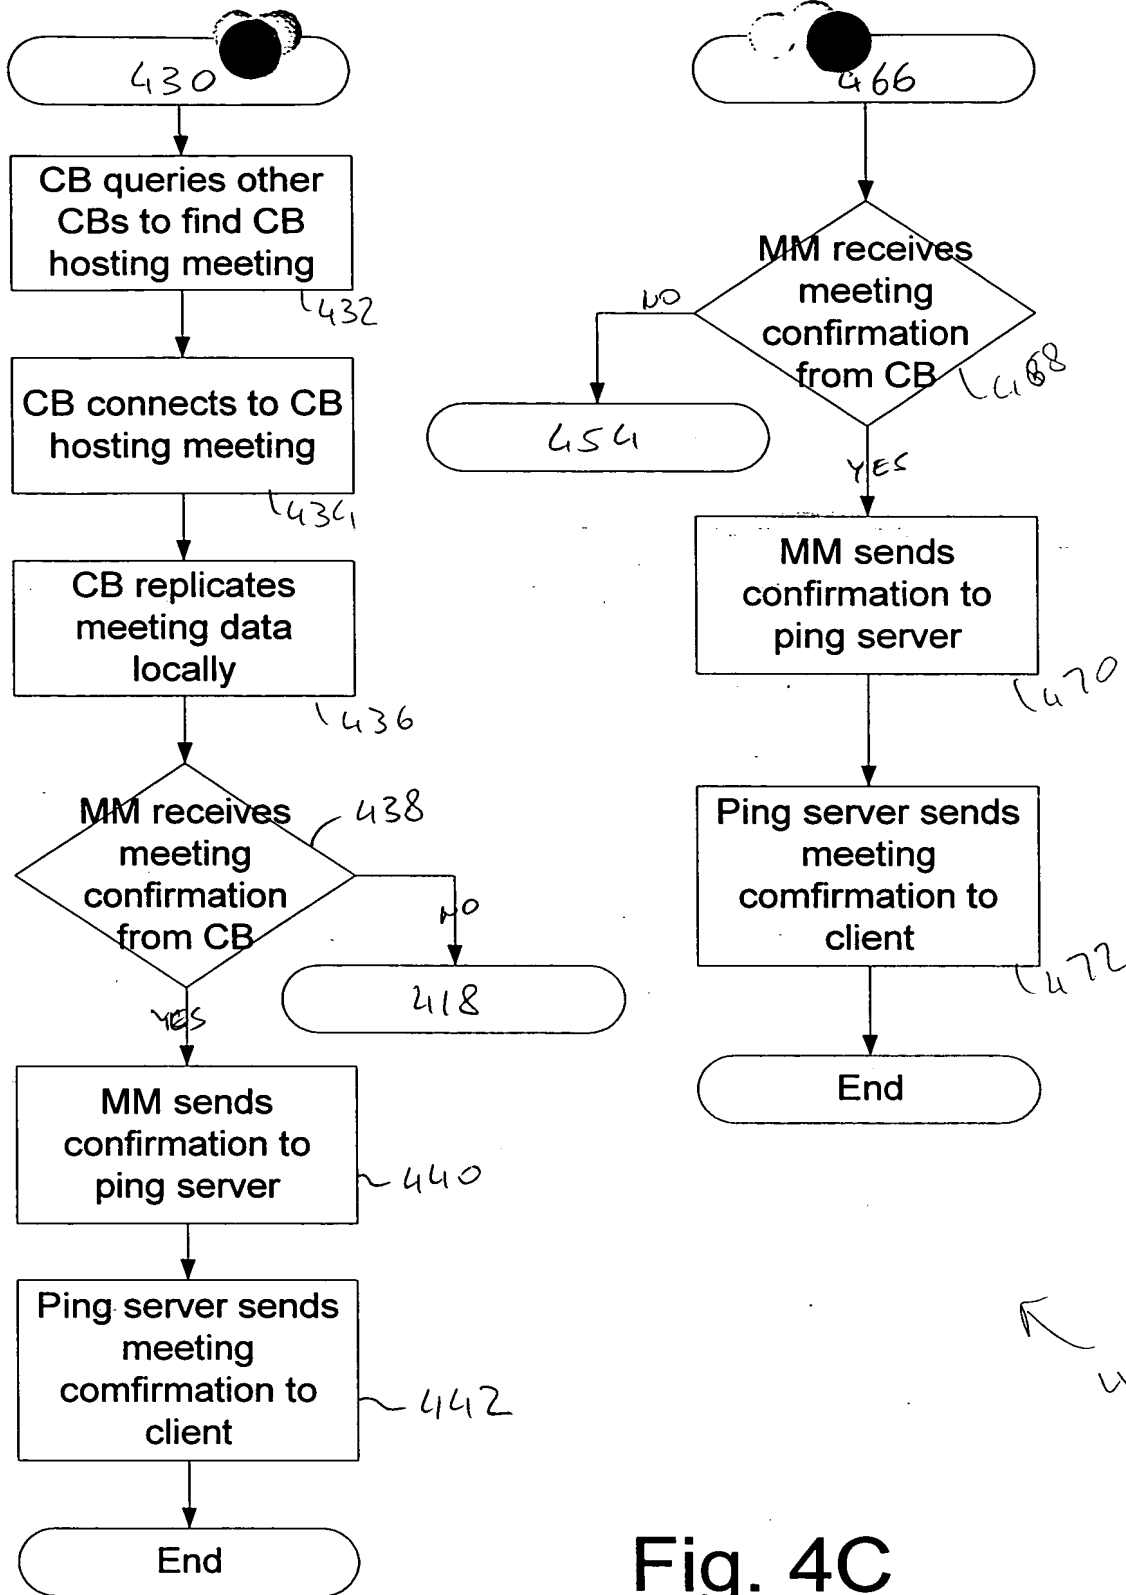 430
CB queries other
CBs to find CB
hosting meeting
432
CB connects to CB
hosting meeting
434
CB replicates
meeting data
locally
436
MM receives
meeting
confirmation
from CB
438
NO
418
YES
MM sends
confirmation to
ping server
440
Ping server sends
meeting
comfirmation to
client
442
End
466
MM receives
meeting
confirmation
from CB
468
NO
454
YES
MM sends
confirmation to
ping server
470
Ping server sends
meeting
comfirmation to
client
472
End
Fig. 4C